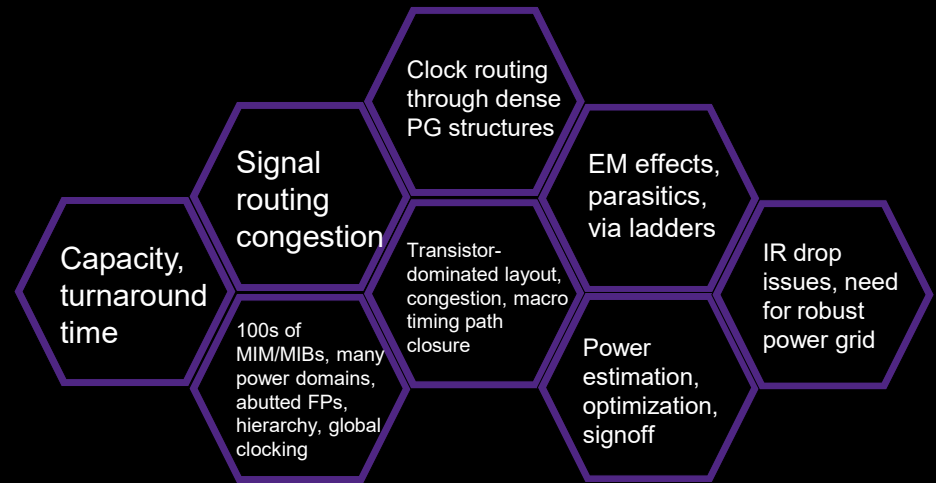 Capacity,
turnaround
time
Signal
routing
congestion
100s of
MIM/MIBs, many
power domains,
abutted FPs,
hierarchy, global
clocking
Clock routing
through dense
PG structures
Transistor-
dominated layout,
congestion, macro
timing path
closure
EM effects,
parasitics,
via ladders
Power
estimation,
optimization,
signoff
IR drop
issues, need
for robust
power grid